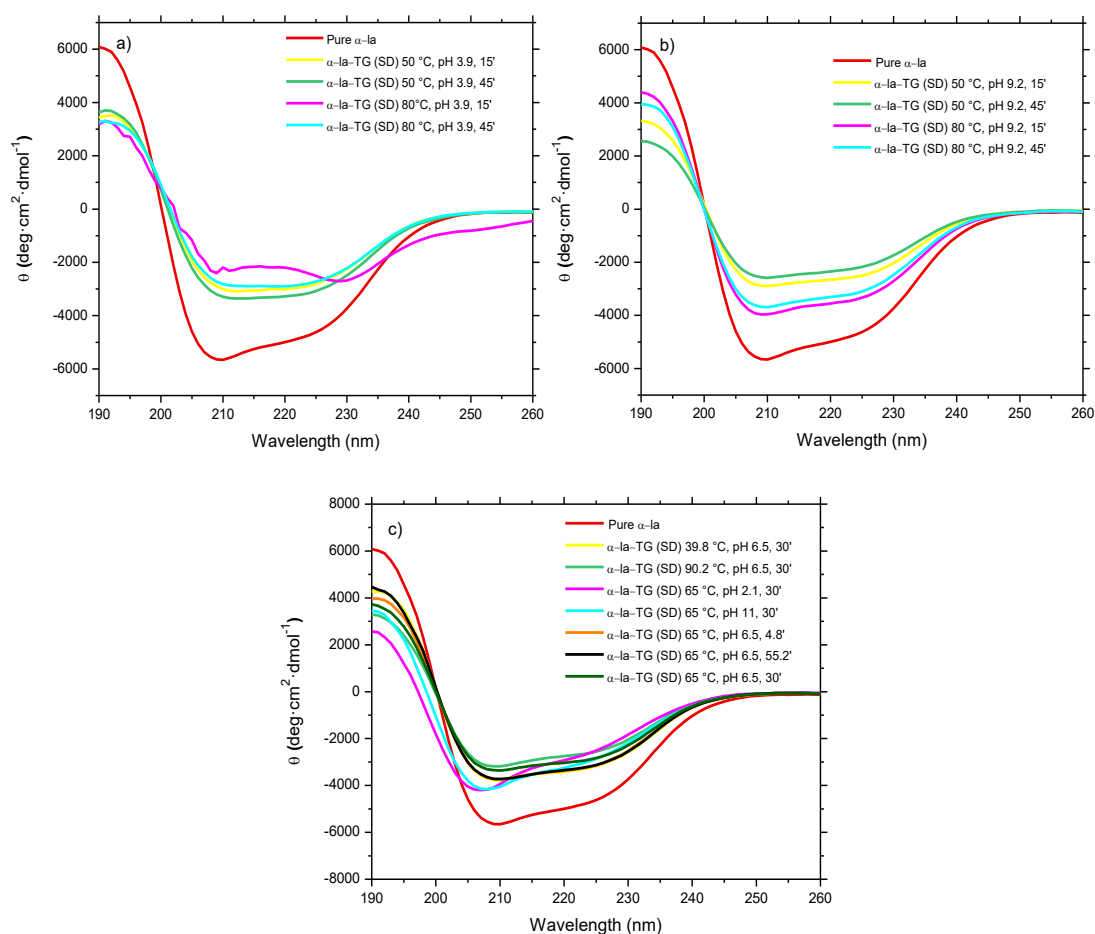 a)
Pure α–la
α–la–TG (SD) 50 °C, pH 3.9, 15'
α–la–TG (SD) 50 °C, pH 3.9, 45'
α–la–TG (SD) 80°C, pH 3.9, 15'
α–la–TG (SD) 80 °C, pH 3.9, 45'
6000
4000
2000
0
-2000
-4000
-6000
θ (deg·cm²·dmol⁻¹)
190 200 210 220 230 240 250 260
Wavelength (nm)
b)
Pure α–la
α–la–TG (SD) 50 °C, pH 9.2, 15'
α–la–TG (SD) 50 °C, pH 9.2, 45'
α–la–TG (SD) 80 °C, pH 9.2, 15'
α–la–TG (SD) 80 °C, pH 9.2, 45'
6000
4000
2000
0
-2000
-4000
-6000
θ (deg·cm²·dmol⁻¹)
190 200 210 220 230 240 250 260
Wavelength (nm)
c)
Pure α–la
α–la–TG (SD) 39.8 °C, pH 6.5, 30'
α–la–TG (SD) 90.2 °C, pH 6.5, 30'
α–la–TG (SD) 65 °C, pH 2.1, 30'
α–la–TG (SD) 65 °C, pH 11, 30'
α–la–TG (SD) 65 °C, pH 6.5, 4.8'
α–la–TG (SD) 65 °C, pH 6.5, 55.2'
α–la–TG (SD) 65 °C, pH 6.5, 30'
8000
6000
4000
2000
0
-2000
-4000
-6000
-8000
θ (deg·cm²·dmol⁻¹)
190 200 210 220 230 240 250 260
Wavelength (nm)